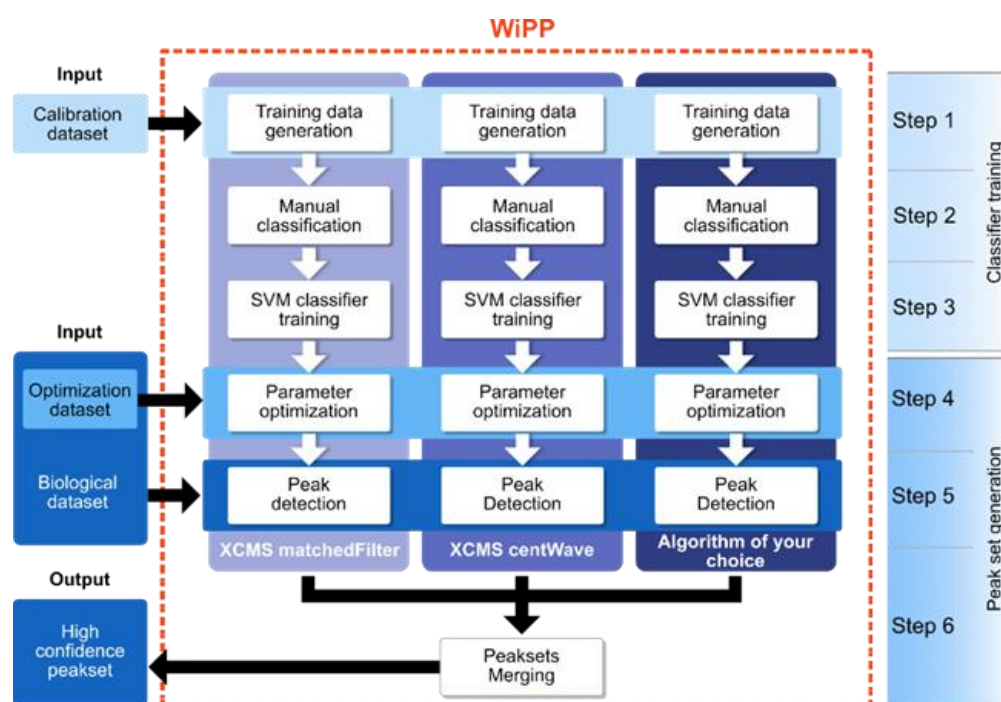 WiPP
Input
Calibration
dataset
Training data
generation
Training data
generation
Training data
generation
Step 1
Manual
classification
Manual
classification
Manual
classification
Step 2
SVM classifier
training
SVM classifier
training
SVM classifier
training
Step 3
Classifier training
Input
Optimization
dataset
Parameter
optimization
Parameter
optimization
Parameter
optimization
Step 4
Biological
dataset
Peak
detection
Peak
Detection
Peak
Detection
Step 5
XCMS matchedFilter
XCMS centWave
Algorithm of your
choice
Peak set generation
Output
High
confidence
peakset
Peaksets
Merging
Step 6